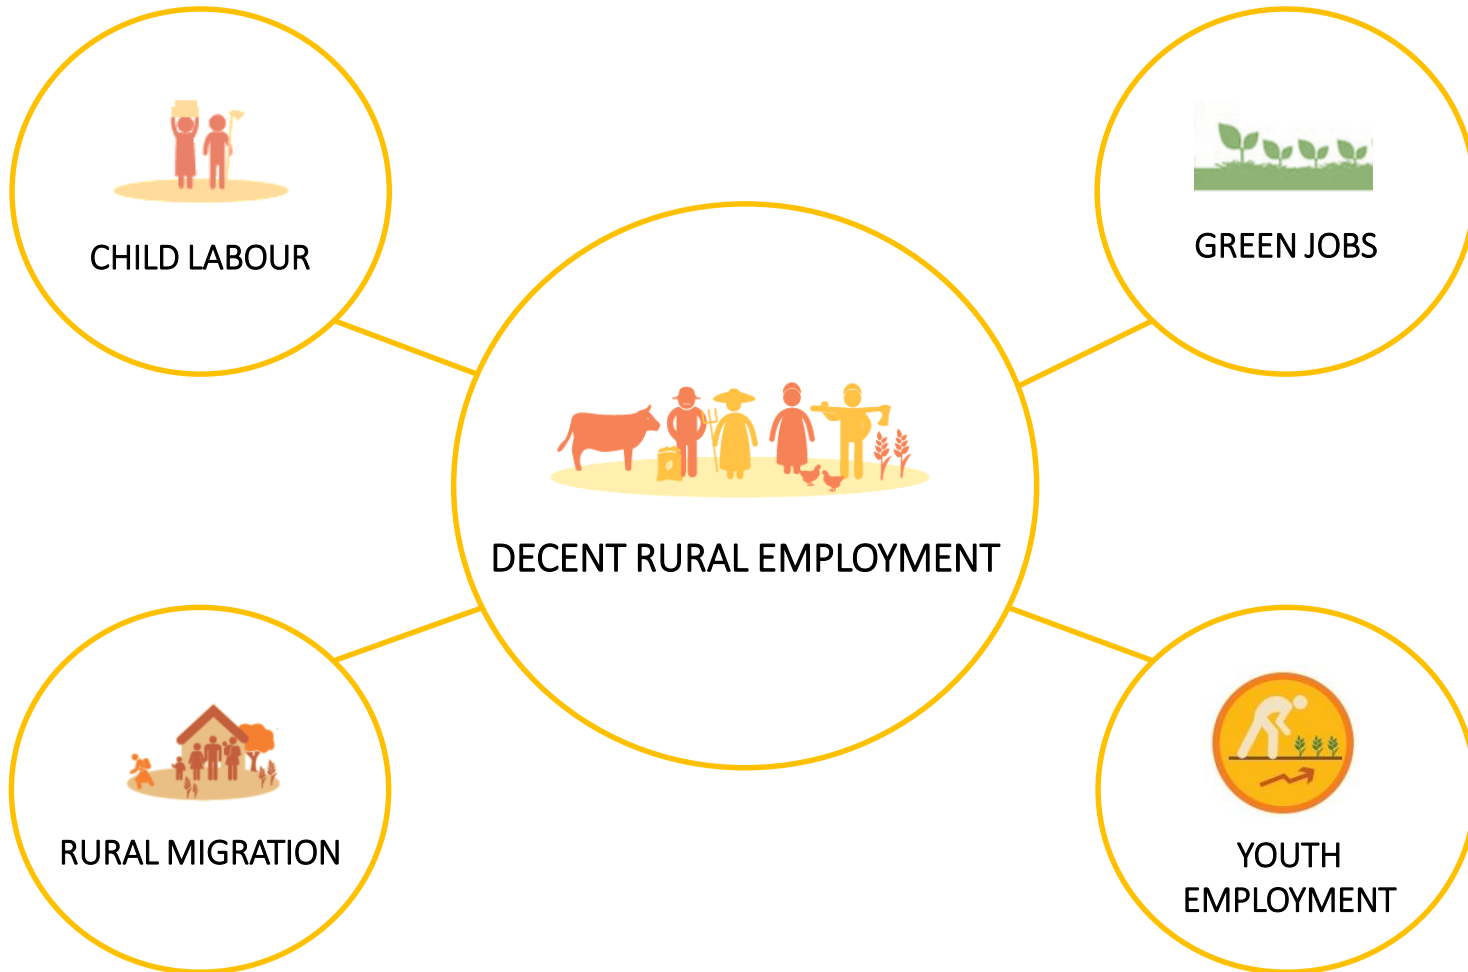 CHILD LABOUR
GREEN JOBS
DECENT RURAL EMPLOYMENT
RURAL MIGRATION
YOUTH
EMPLOYMENT